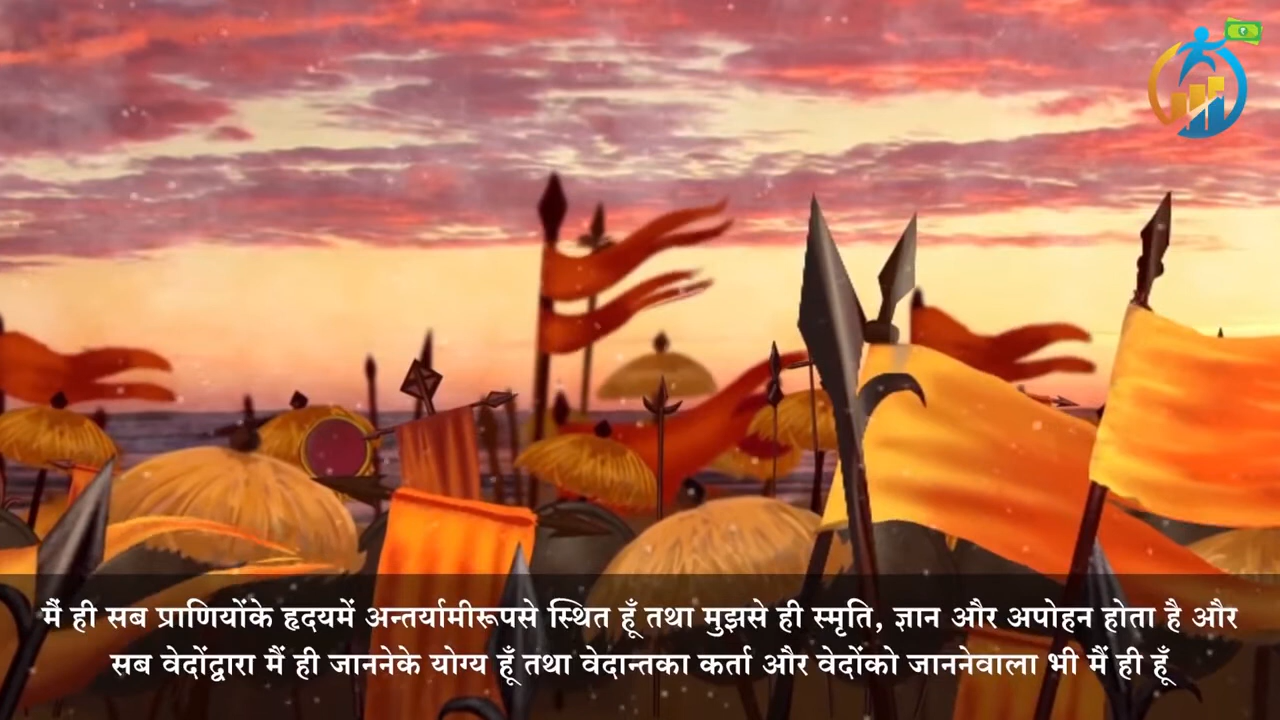 मैं ही सब प्राणियोंके हृदयमें अन्तर्यामीरूपसे स्थित हूँ तथा मुझसे ही स्मृति, ज्ञान और अपोहन होता है और
सब वेदोंद्वारा मैं ही जाननेके योग्य हूँ तथा वेदान्तका कर्ता और वेदोंको जाननेवाला भी मैं ही हूँ